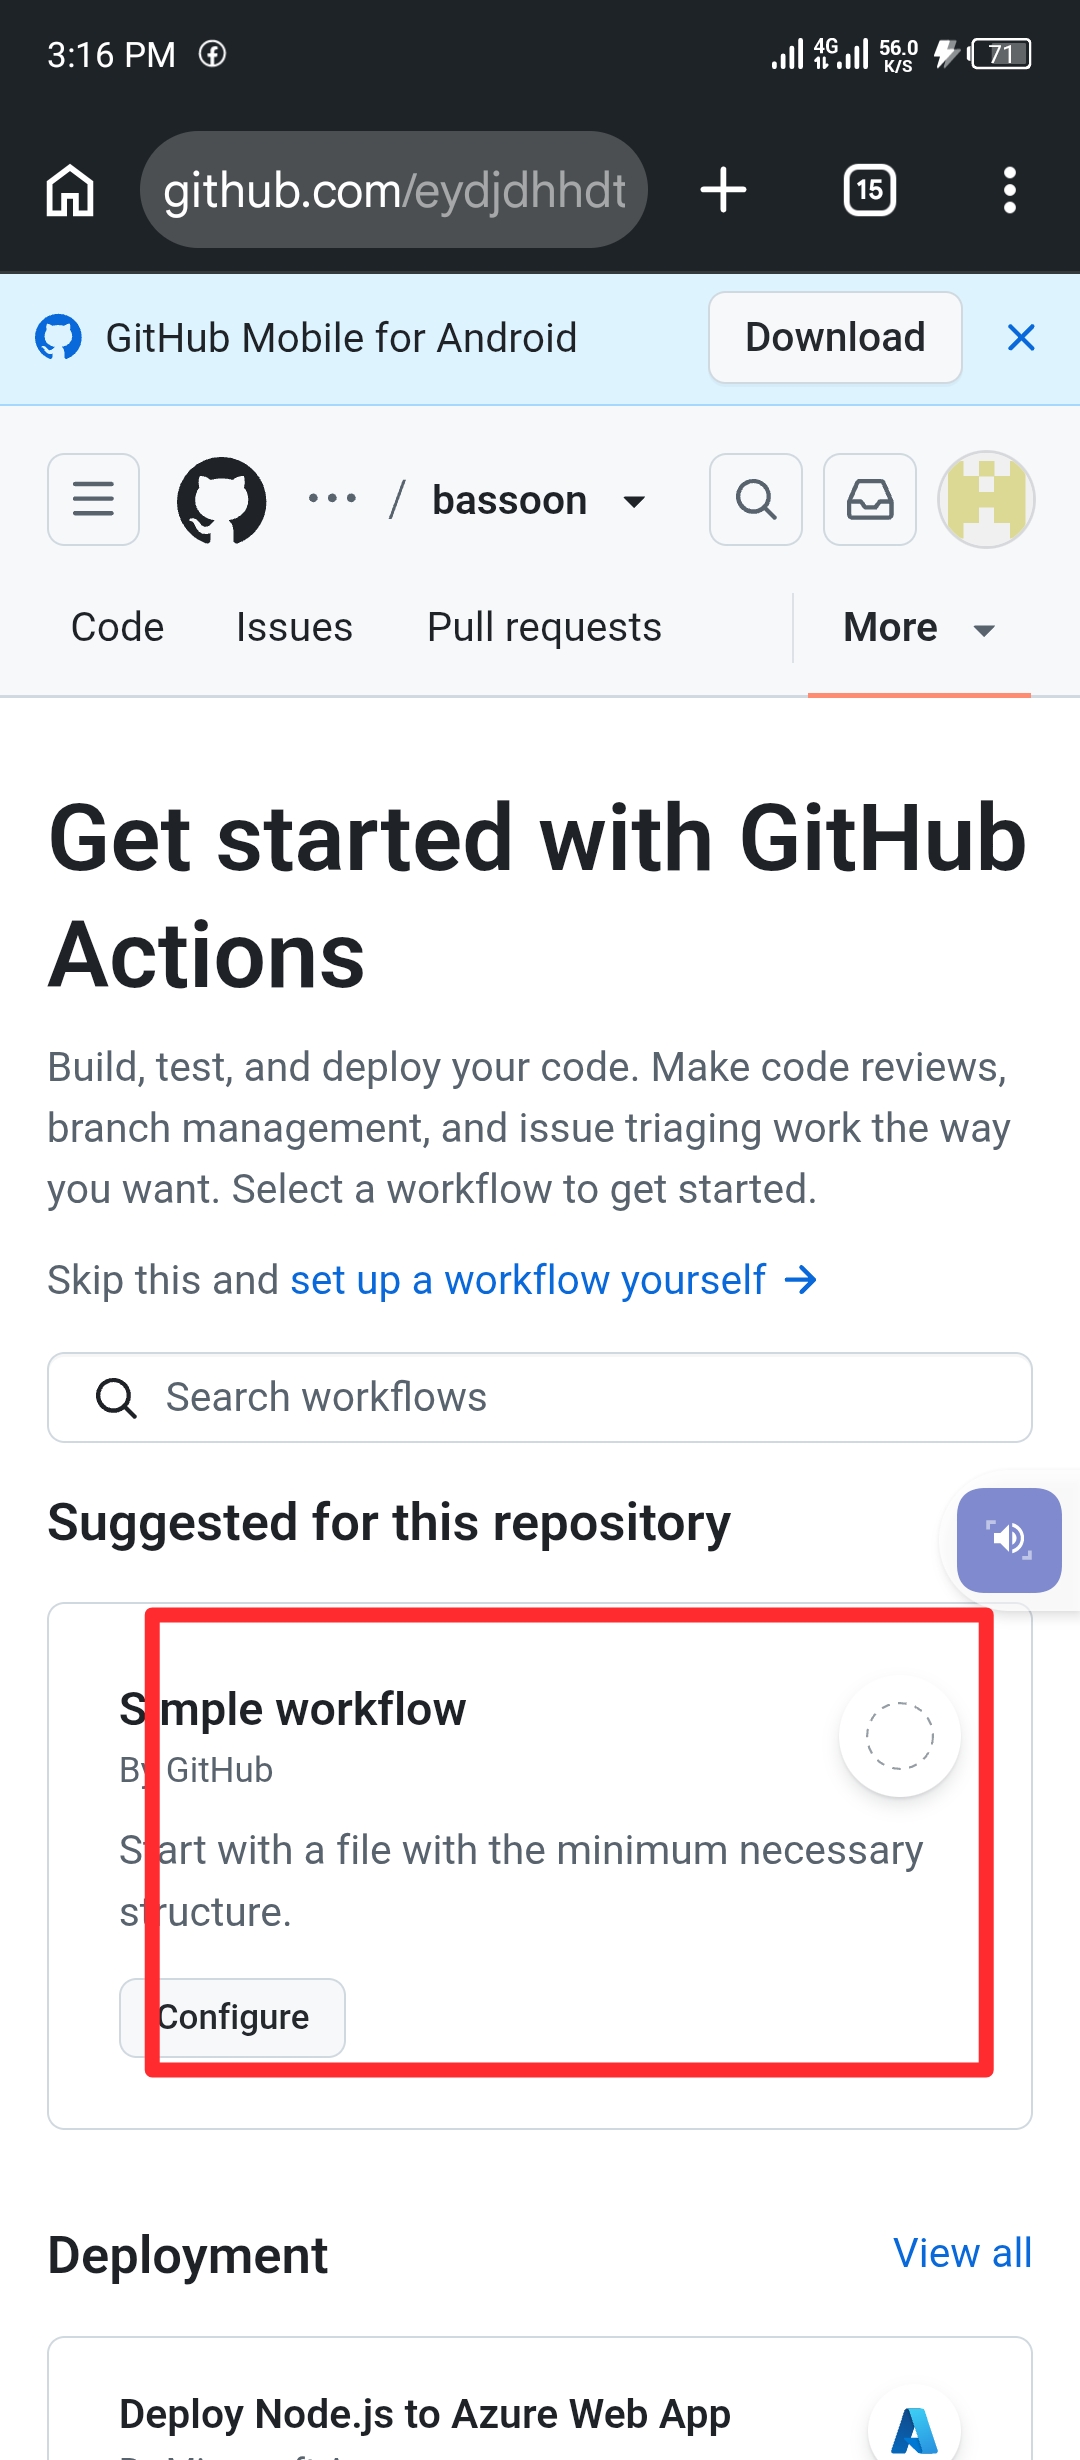 3:16 PM
4G
56.0
K/S
71
github.com/eydjdhhdt
15
GitHub Mobile for Android
Download
/ bassoon
Code
Issues
Pull requests
More
Get started with GitHub
Actions
Build, test, and deploy your code. Make code reviews,
branch management, and issue triaging work the way
you want. Select a workflow to get started.
Skip this and set up a workflow yourself →
Search workflows
Suggested for this repository
Simple workflow
By GitHub
Start with a file with the minimum necessary
structure.
Configure
Deployment
View all
Deploy Node.js to Azure Web App